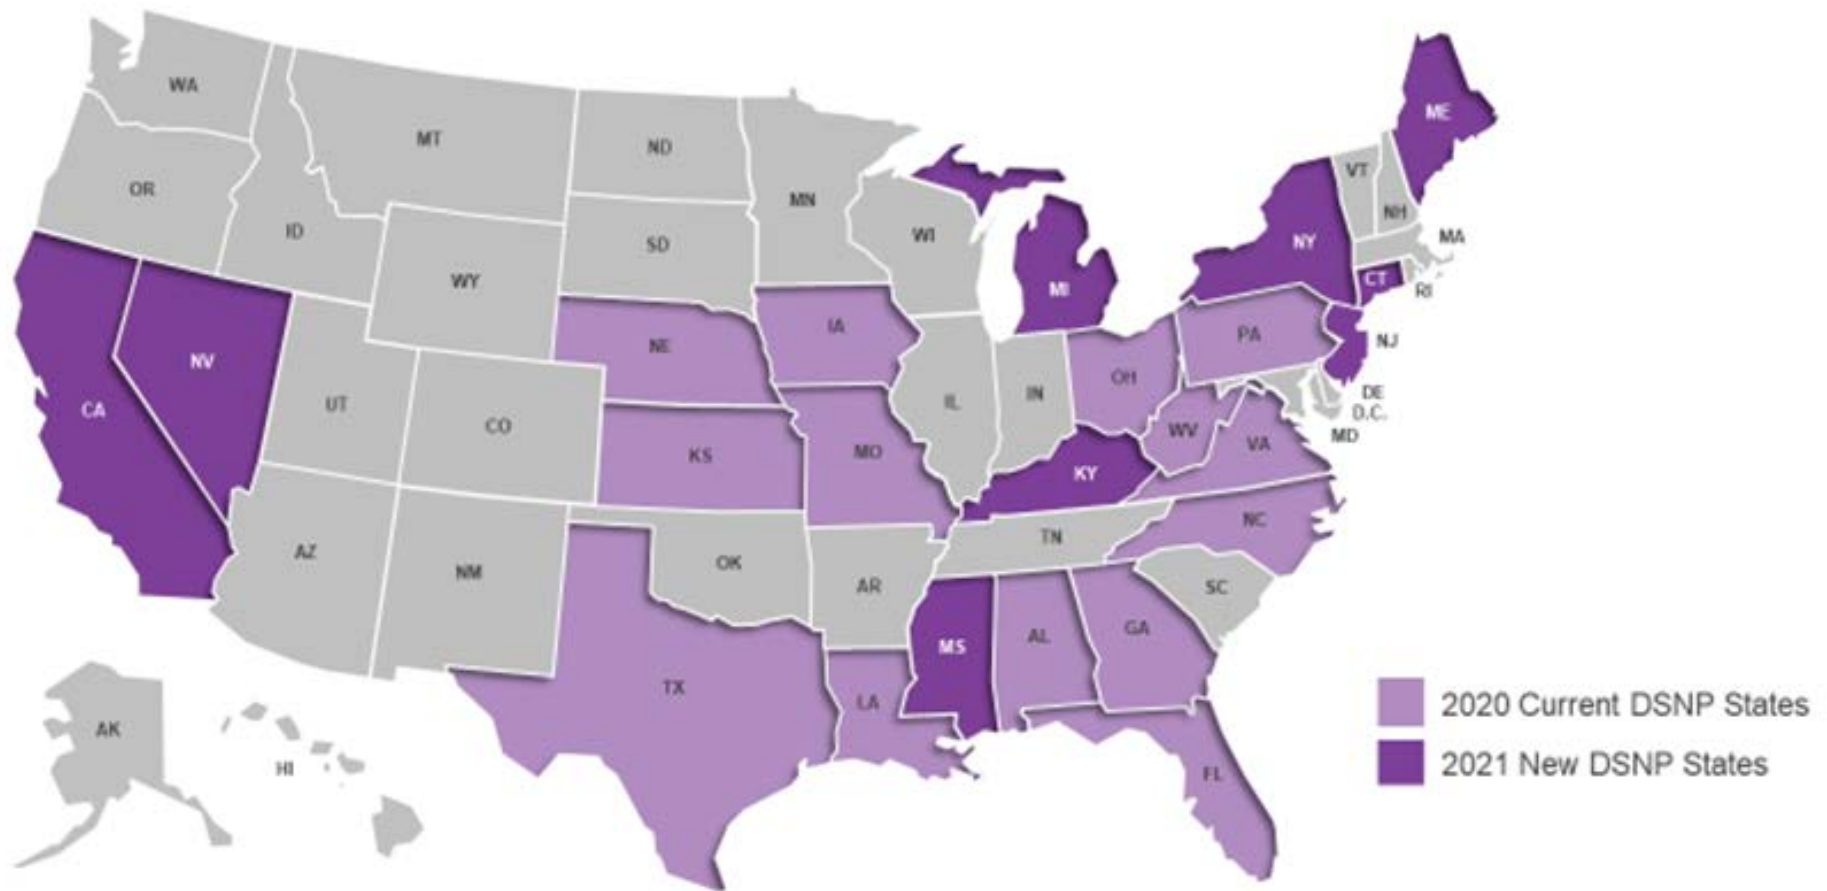 ME
WA
MT
ND
VT
OR
MN
NH
ID
WI
NY
MA
SD
WY
CT
MI
RI
IA
PA
NE
NJ
NV
OH
UT
IN
DE
CA
IL
D.C.
CO
WV
MD
KS
MO
VA
KY
NC
AZ
TN
NM
OK
AR
SC
MS
AL
GA
TX
LA
AK
HI
FL
2020 Current DSNP States
2021 New DSNP States